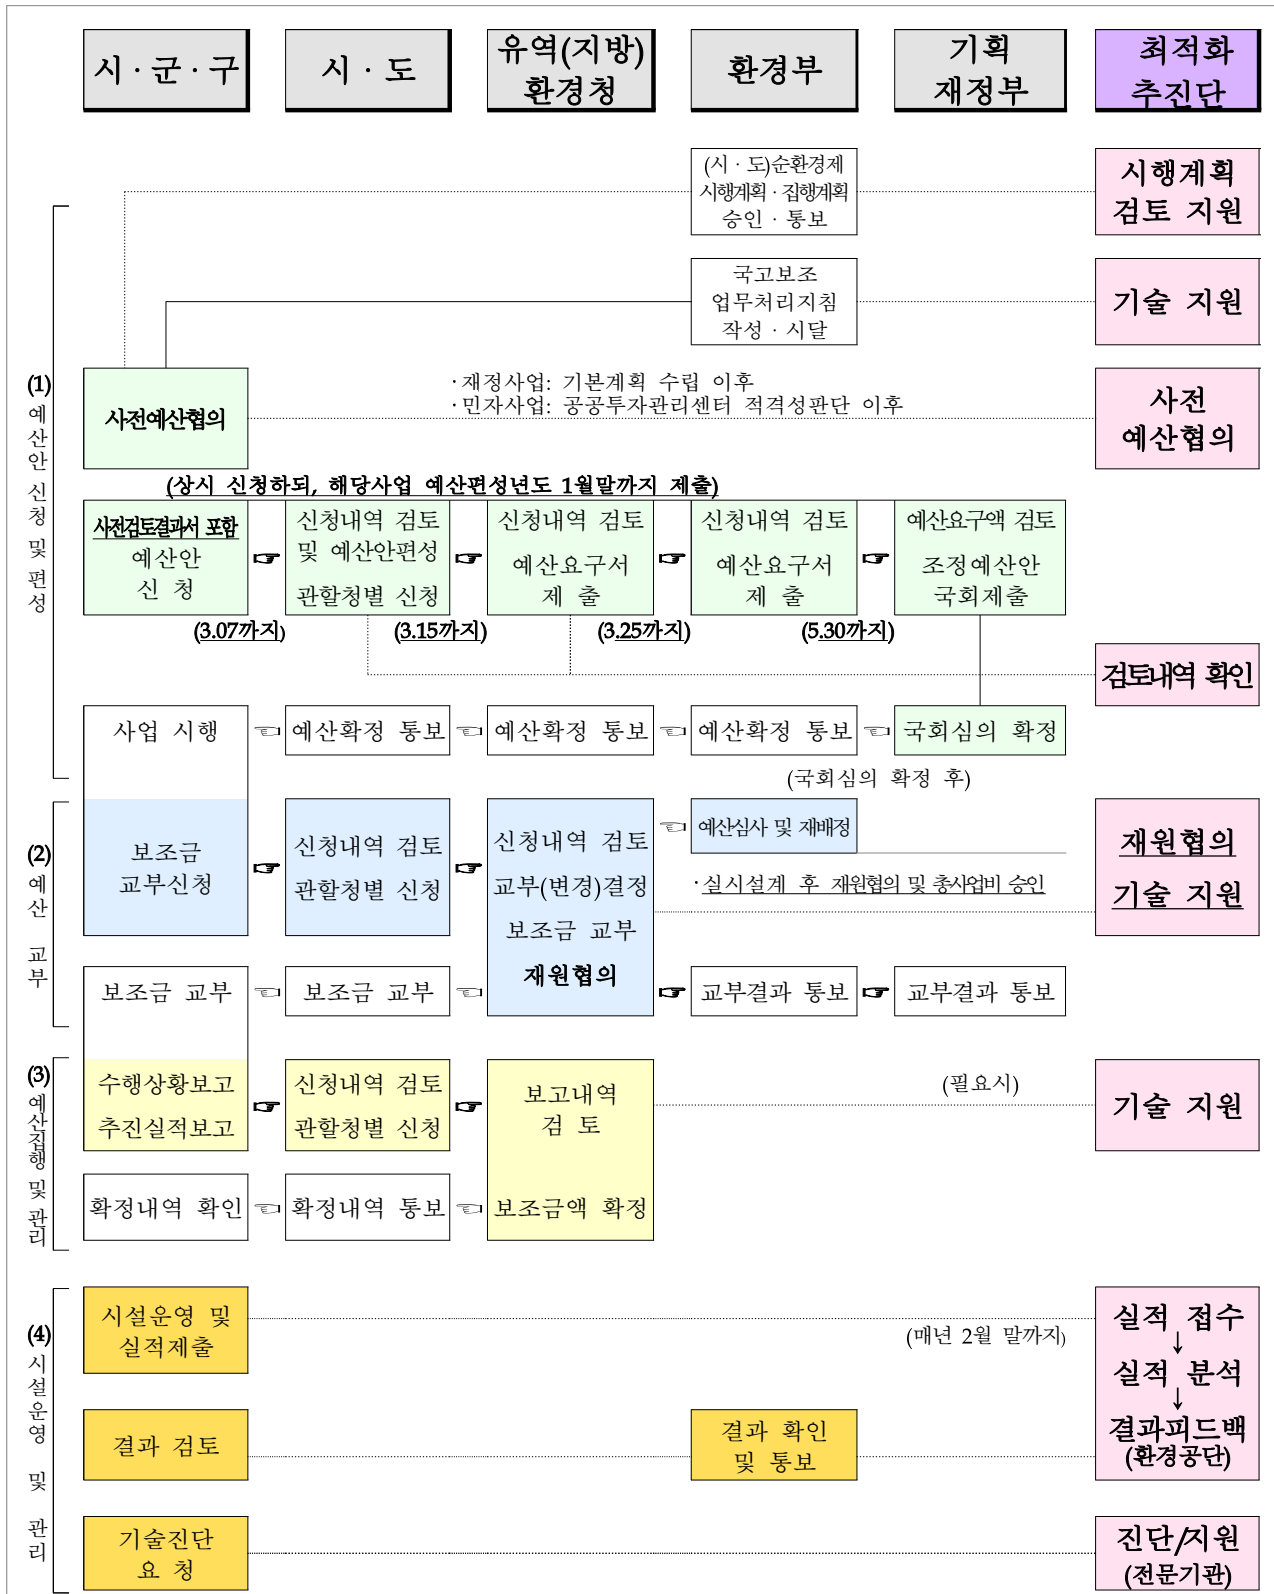 시 · 군 · 구
시 · 도
유역(지방)
환경청
환경부
기획
재정부
최적화
추진단
(시 · 도)순환경제
시행계획 · 집행계획
승인 · 통보
시행계획
검토 지원
국고보조
업무처리지침
작성 · 시달
기술 지원
(1)
예산안 신청 및 편성
사전예산협의
· 재정사업: 기본계획 수립 이후
· 민자사업: 공공투자관리센터 적격성판단 이후
사전
예산협의
(상시 신청하되, 해당사업 예산편성년도 1월말까지 제출)
사전검토결과서 포함
예산안
신 청
☞
신청내역 검토
및 예산안편성
관할청별 신청
☞
신청내역 검토
예산요구서
제 출
☞
신청내역 검토
예산요구서
제 출
☞
예산요구액 검토
조정예산안
국회제출
(3.07까지)
(3.15까지)
(3.25까지)
(5.30까지)
검토내역 확인
사업 시행
☜
예산확정 통보
☜
예산확정 통보
☜
예산확정 통보
☜
국회심의 확정
(국회심의 확정 후)
(2)
예산 교부
보조금
교부신청
☞
신청내역 검토
관할청별 신청
☞
신청내역 검토
교부(변경)결정
보조금 교부
재원협의
☜
예산심사 및 재배정
· 실시설계 후 재원협의 및 총사업비 승인
재원협의
기술 지원
보조금 교부
☜
보조금 교부
☜
☞
교부결과 통보
☞
교부결과 통보
(3)
예산집행 및 관리
수행상황보고
추진실적보고
☞
신청내역 검토
관할청별 신청
☞
보고내역
검 토
보조금액 확정
(필요시)
기술 지원
확정내역 확인
☜
확정내역 통보
☜
(4)
시설운영 및 관리
시설운영 및
실적제출
(매년 2월 말까지)
실적 접수
↓
실적 분석
↓
결과피드백
(환경공단)
결과 검토
결과 확인
및 통보
기술진단
요 청
진단/지원
(전문기관)